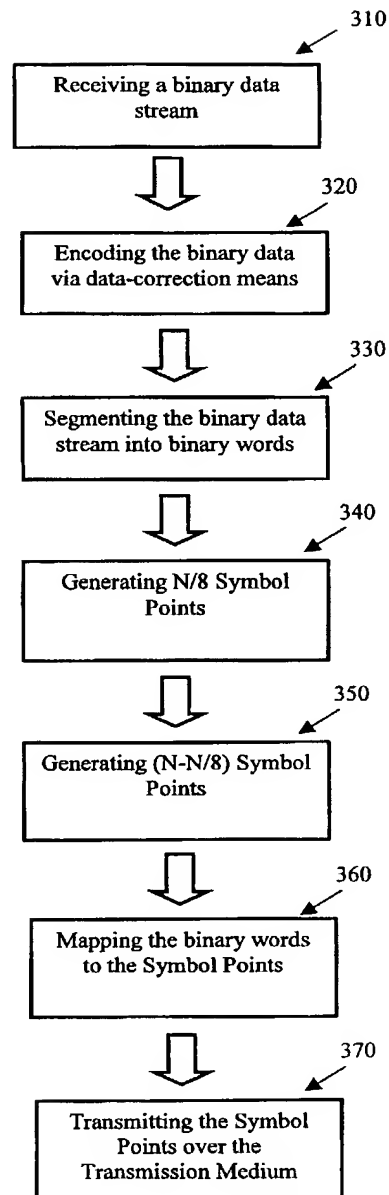 310
Receiving a binary data
stream
320
Encoding the binary data
via data-correction means
330
Segmenting the binary data
stream into binary words
340
Generating N/8 Symbol
Points
350
Generating (N-N/8) Symbol
Points
360
Mapping the binary words
to the Symbol Points
370
Transmitting the Symbol
Points over the
Transmission Medium